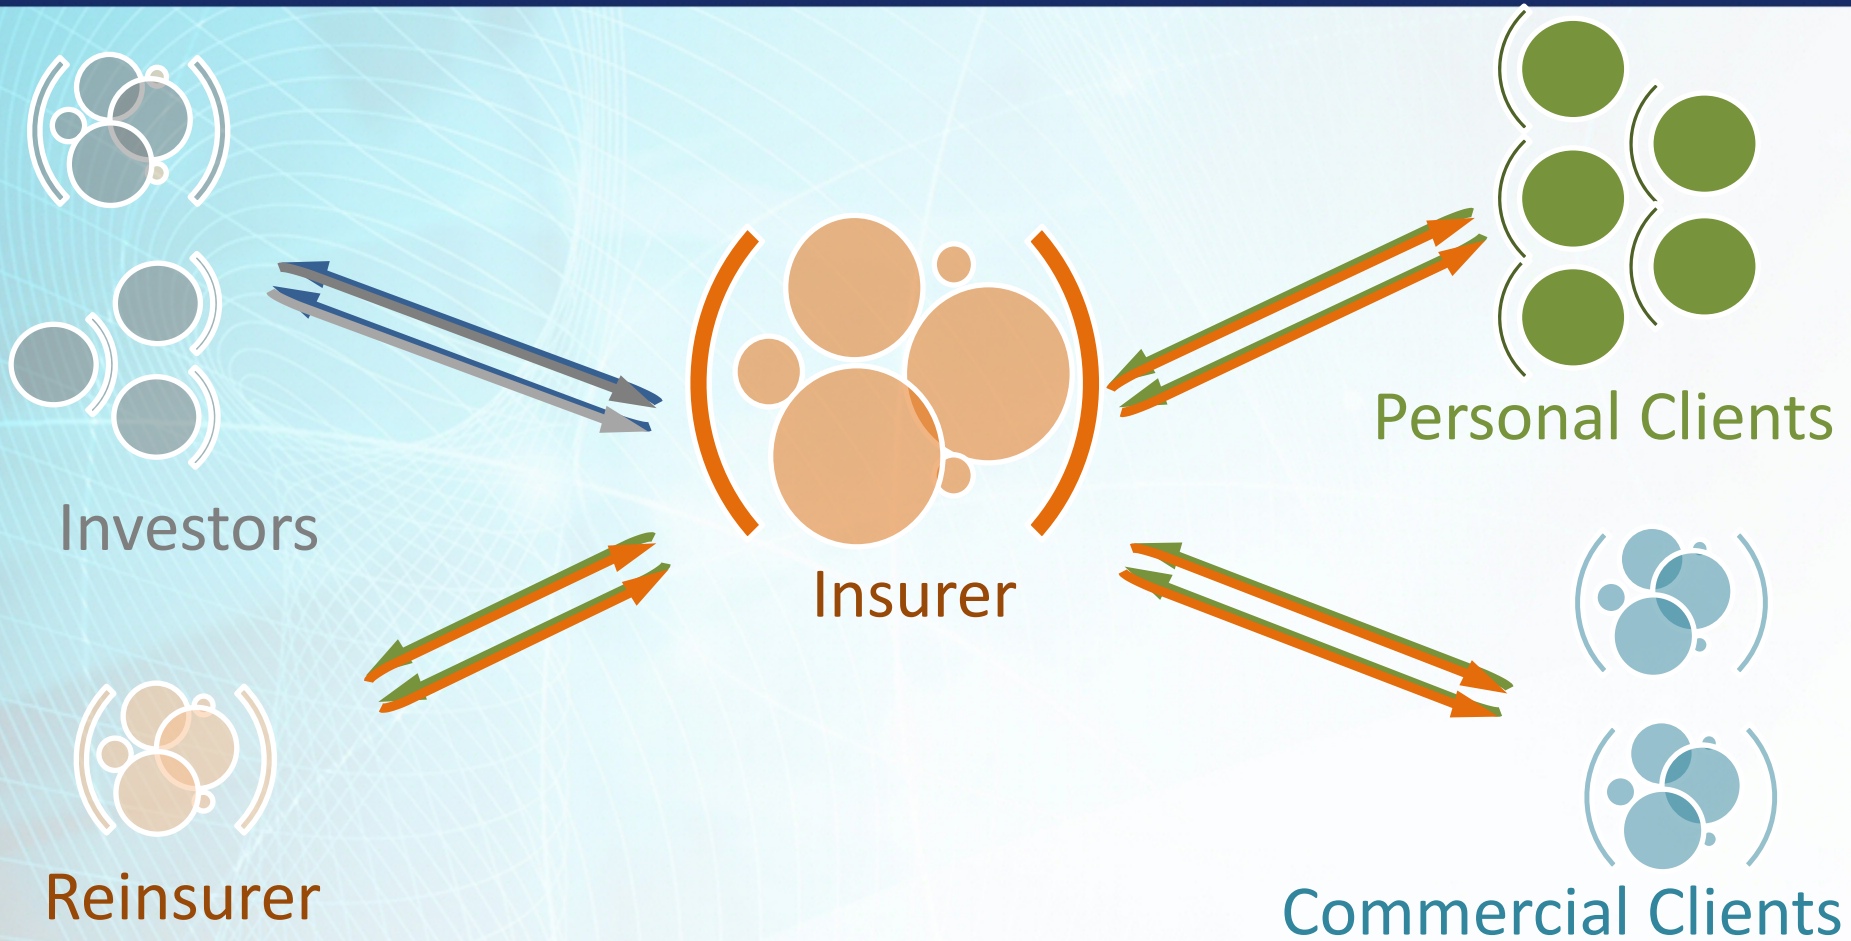 Personal Clients
Investors
Insurer
Reinsurer
Commercial Clients